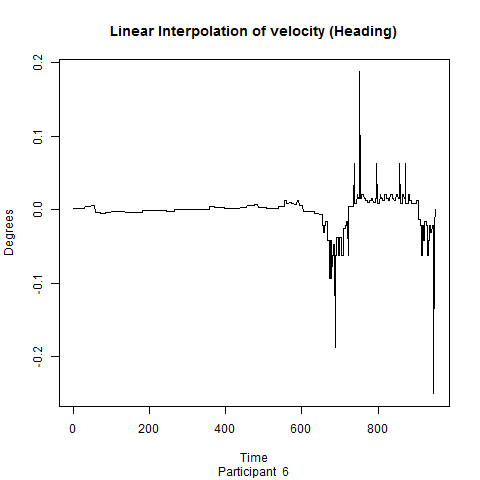 Linear Interpolation of velocity (Heading)
Degrees
0.2
0.1
0.0
-0.1
-0.2
0 200 400 600 800
Time
Participant 6